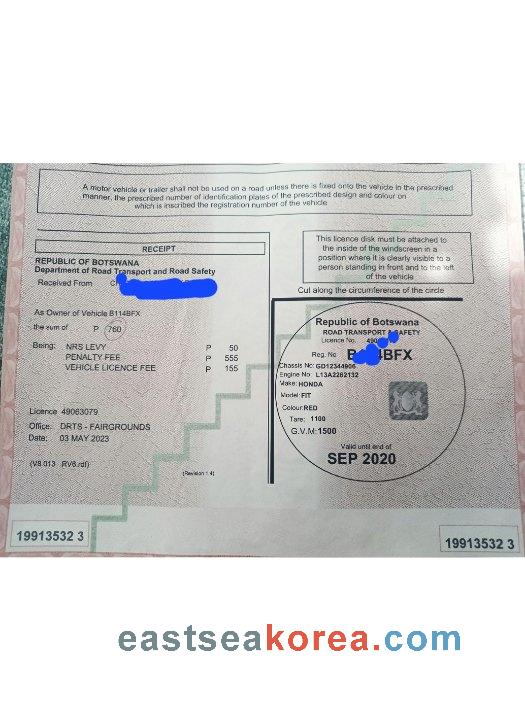 A motor vehicle or trailer shall not be used on a road unless there is fixed onto the vehicle in the prescribed
manner, the prescribed number of identification plates of the prescribed design and colour on
which is inscribed the registration number of the vehicle
RECEIPT
REPUBLIC OF BOTSWANA
Department of Road Transport and Road Safety
Received From
As Owner of Vehicle B114BFX
the sum of P 760
Being: NRS LEVY P 50
PENALTY FEE P 555
VEHICLE LICENCE FEE P 155
Licence 49063079
Office: DRTS - FAIRGROUNDS
Date: 03 MAY 2023
(V8.013 .RV6.rdf)
(Revision 1.4)
19913532 3
This licence disk must be attached to
the inside of the windscreen in a
position where it is clearly visible to a
person standing in front and to the left
of the vehicle
Cut along the circumference of the circle
Republic of Botswana
ROAD TRANSPORT & SAFETY
Licence No.
Reg. No
BFX
Chassis No: GD12344906
Engine No L13A2262132
Make: HONDA
Model: FIT
Colour: RED
Tare: 1100
G.V.M: 1500
Valid until end of
SEP 2020
19913532 3
eastseakorea.com